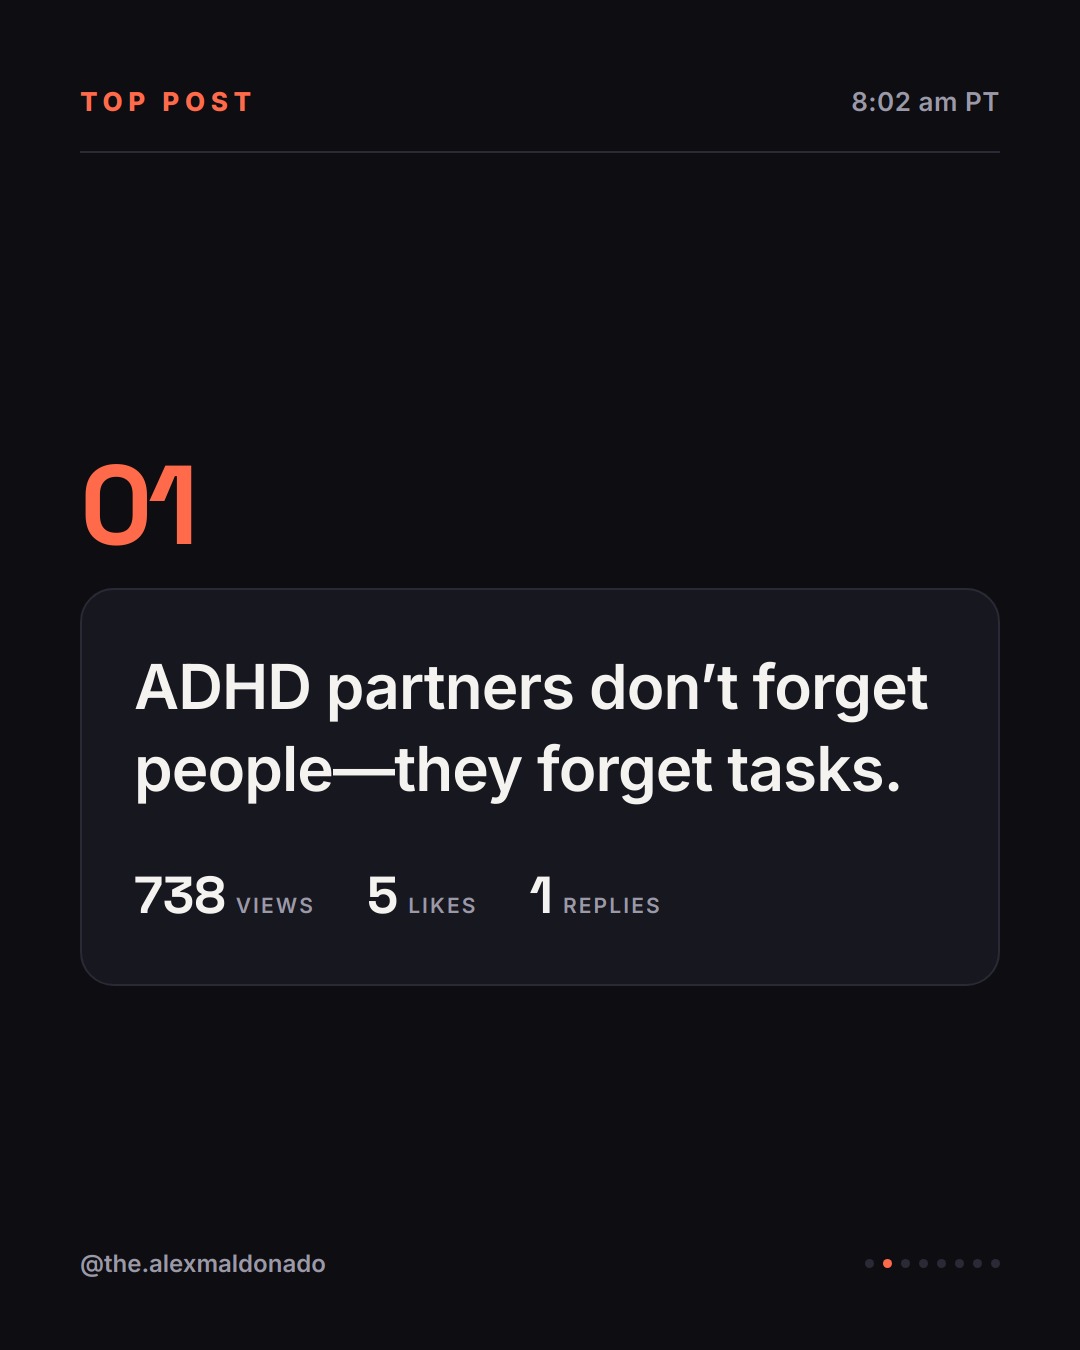 TOP POST
8:02 am PT
01
ADHD partners don’t forget
people—they forget tasks.
738 VIEWS 5 LIKES 1 REPLIES
@the.alexmaldonado